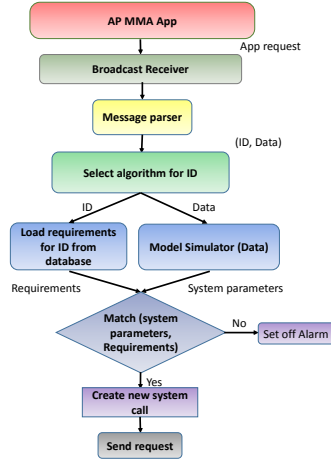 AP MMA App
App request
Broadcast Receiver
Message parser
(ID, Data)
Select algorithm for ID
ID
Data
Load requirements
for ID from
database
Model Simulator (Data)
Requirements
System parameters
Match (system
parameters,
Requirements)
No
Set off Alarm
Yes
Create new system
call
Send request